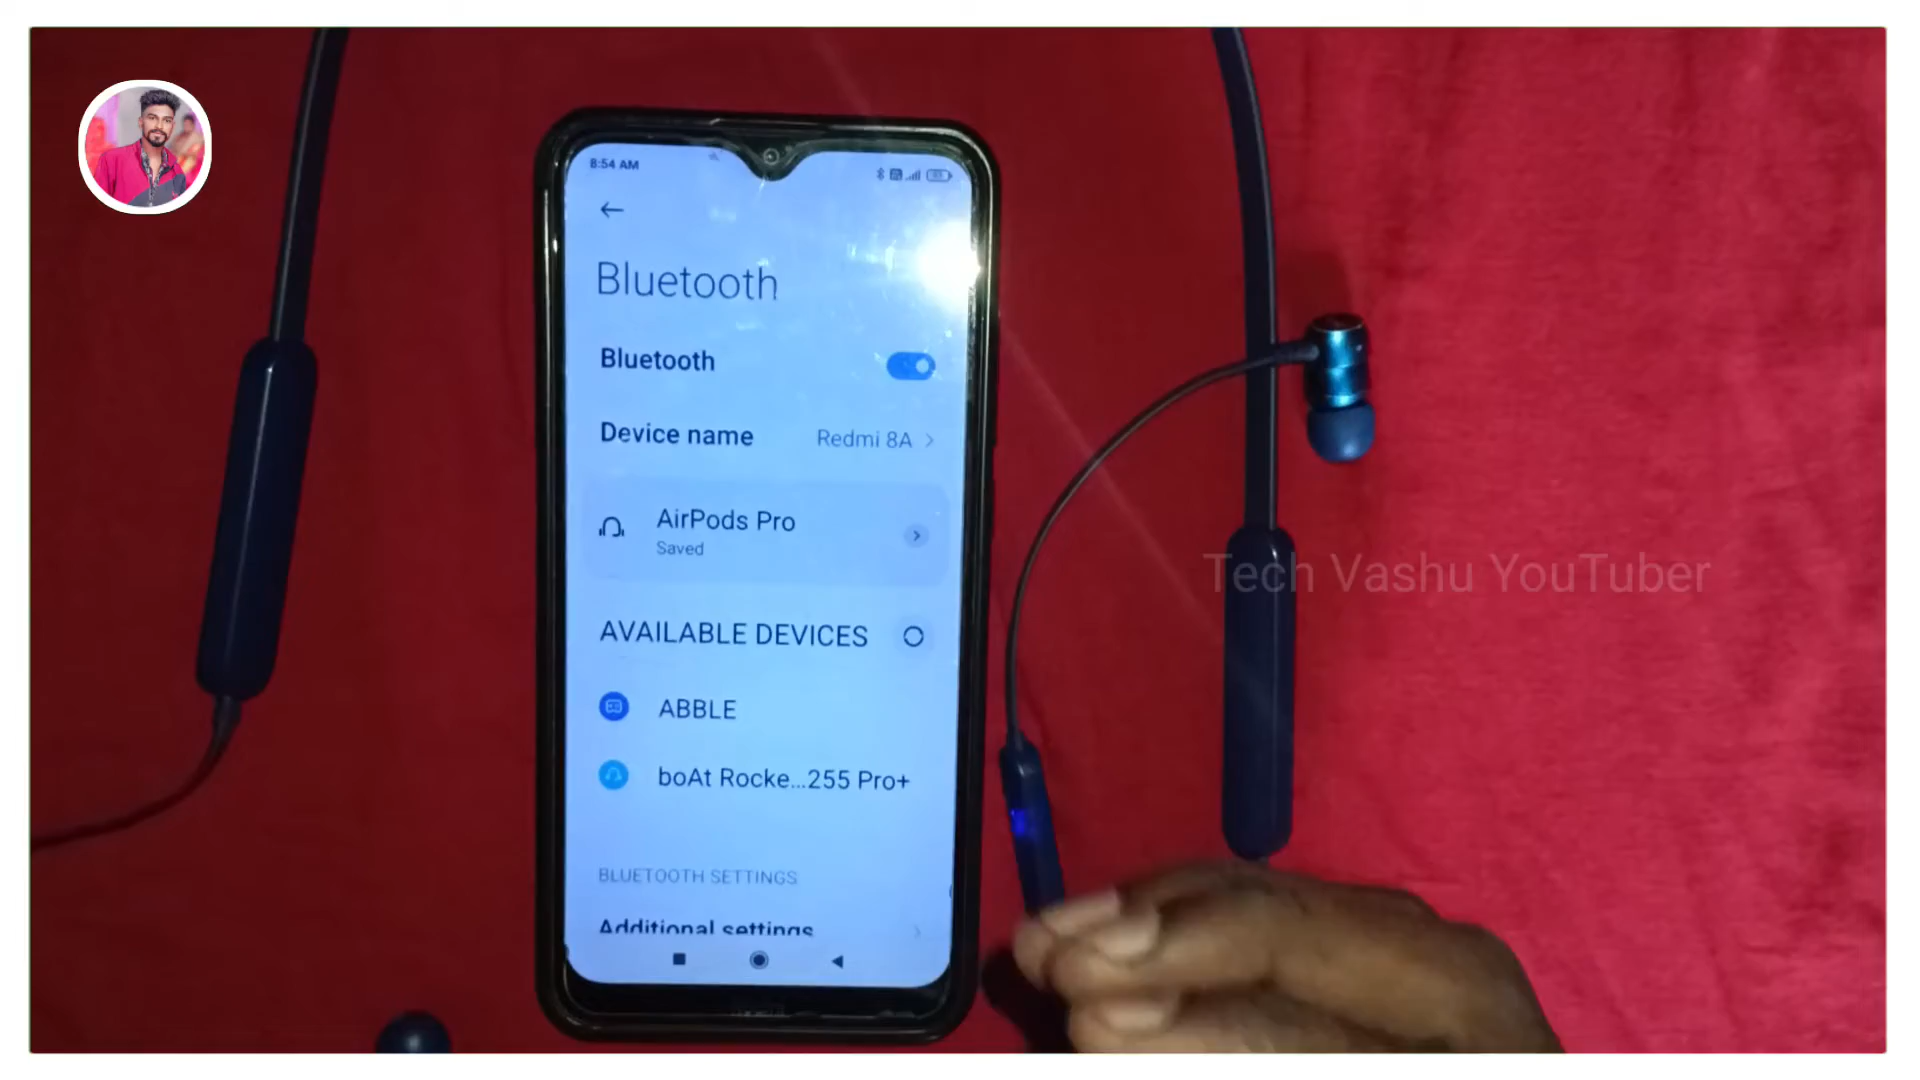 8:54 AM
Bluetooth
Bluetooth
Device name
Redmi 8A
AirPods Pro
Saved
AVAILABLE DEVICES
ABBLE
boAt Rocke...255 Pro+
BLUETOOTH SETTINGS
Additional settings
Tech Vashu YouTuber